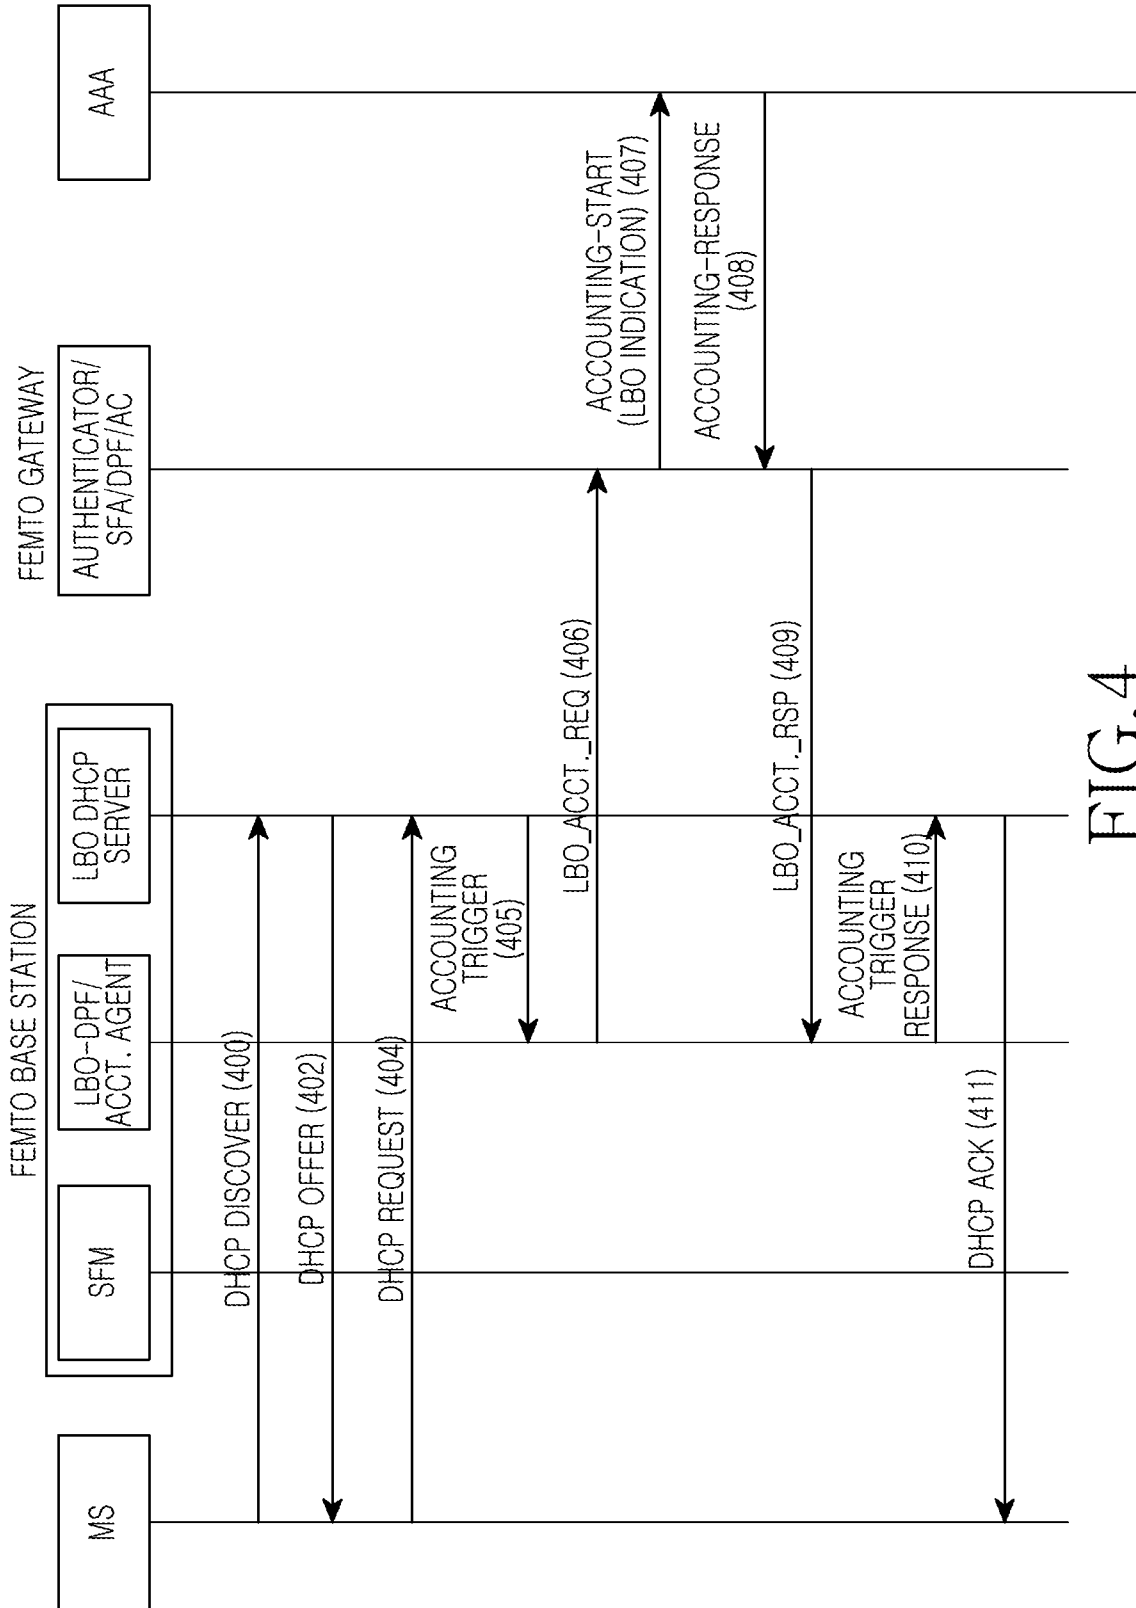 FEMTO BASE STATION
FEMTO GATEWAY
MS
SFM
LBO-DPF/
ACCT. AGENT
LBO DHCP
SERVER
AUTHENTICATOR/
SFA/DPF/AC
AAA
DHCP DISCOVER (400)
DHCP OFFER (402)
DHCP REQUEST (404)
ACCOUNTING
TRIGGER
(405)
LBO_ACCT._REQ (406)
ACCOUNTING-START
(LBO INDICATION) (407)
ACCOUNTING-RESPONSE
(408)
LBO_ACCT._RSP (409)
ACCOUNTING
TRIGGER
RESPONSE (410)
DHCP ACK (411)
FIG.4